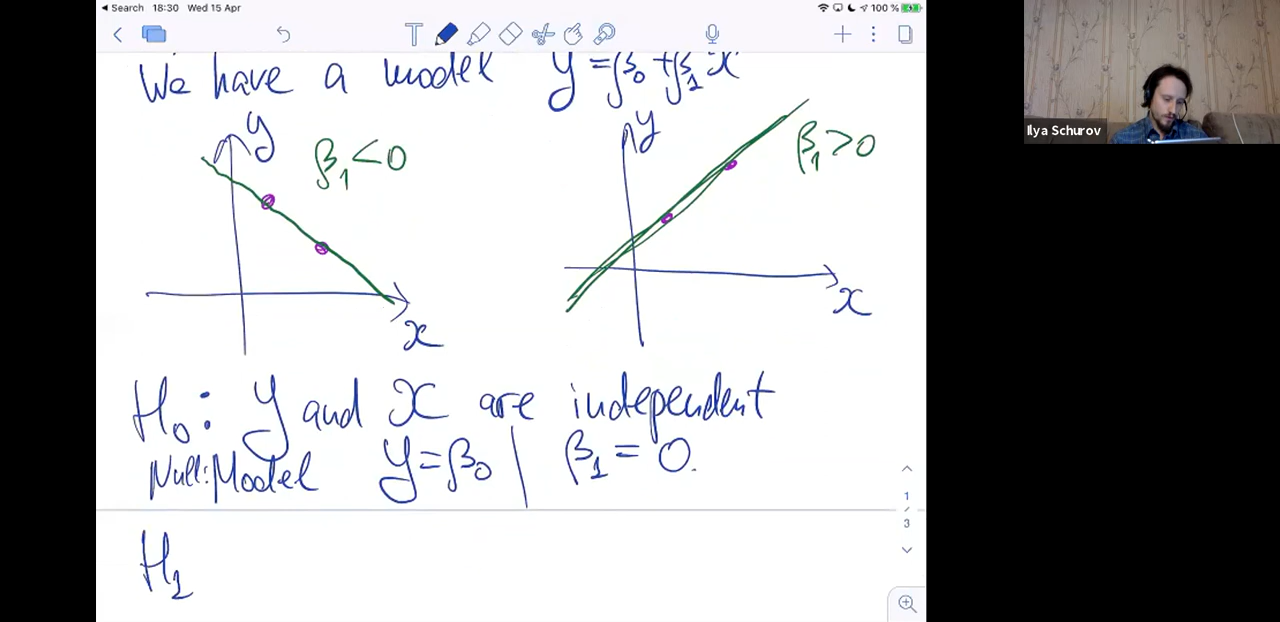 Search 18:30 Wed 15 Apr 100 %
T
We have a model y = β₀ + β₁x
y β₁ < 0
y β₁ > 0
x
x
Ilya Schurov
H₀: y and x are independent
Null: Model y = β₀ | β₁ = 0.
1
/
3
H₁